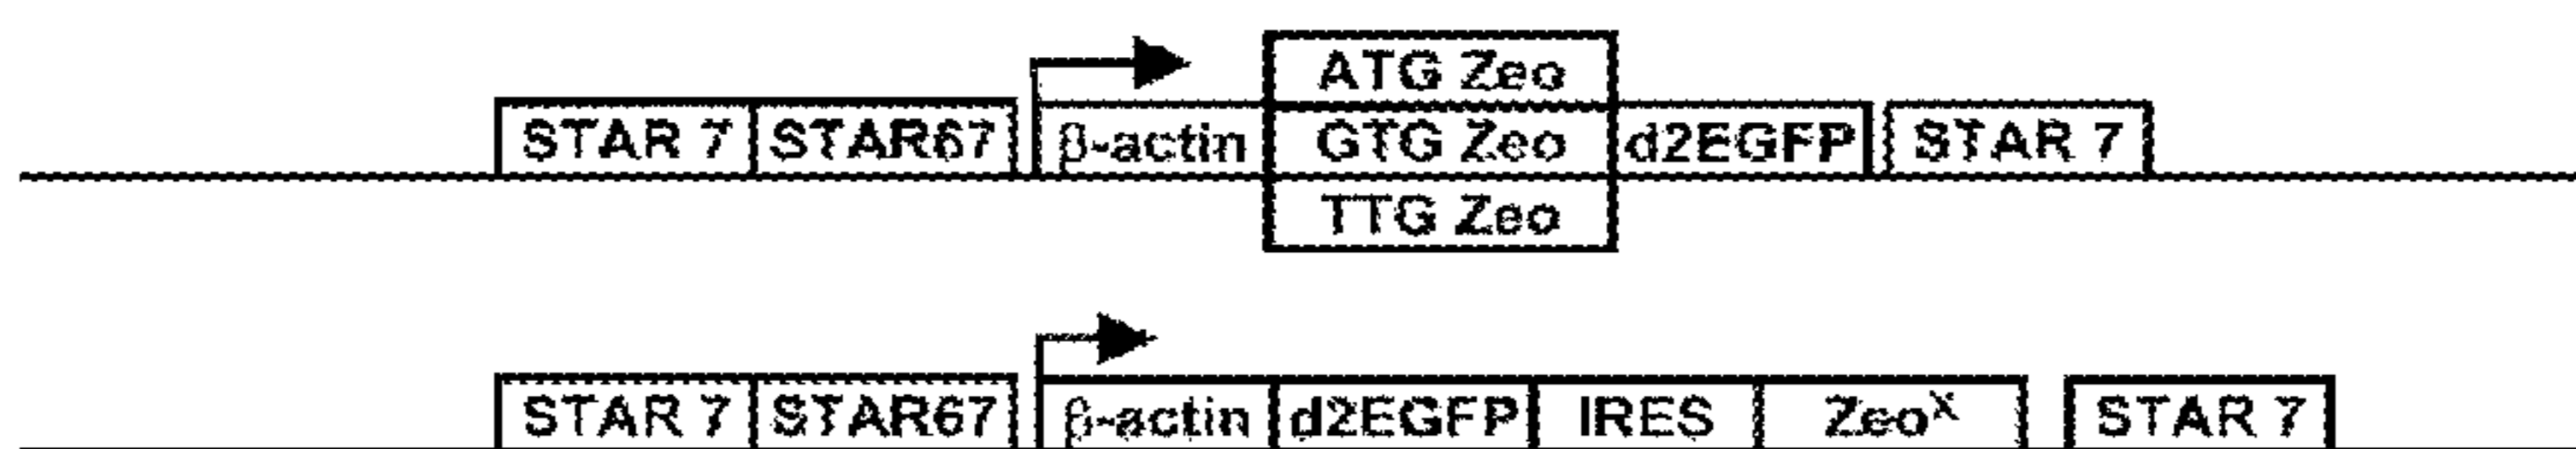 ATG Zeo
STAR 7 STAR67 β-actin GTG Zeo d2EGFP STAR 7
TTG Zeo
STAR 7 STAR67 β-actin d2EGFP IRES Zeoˣ STAR 7